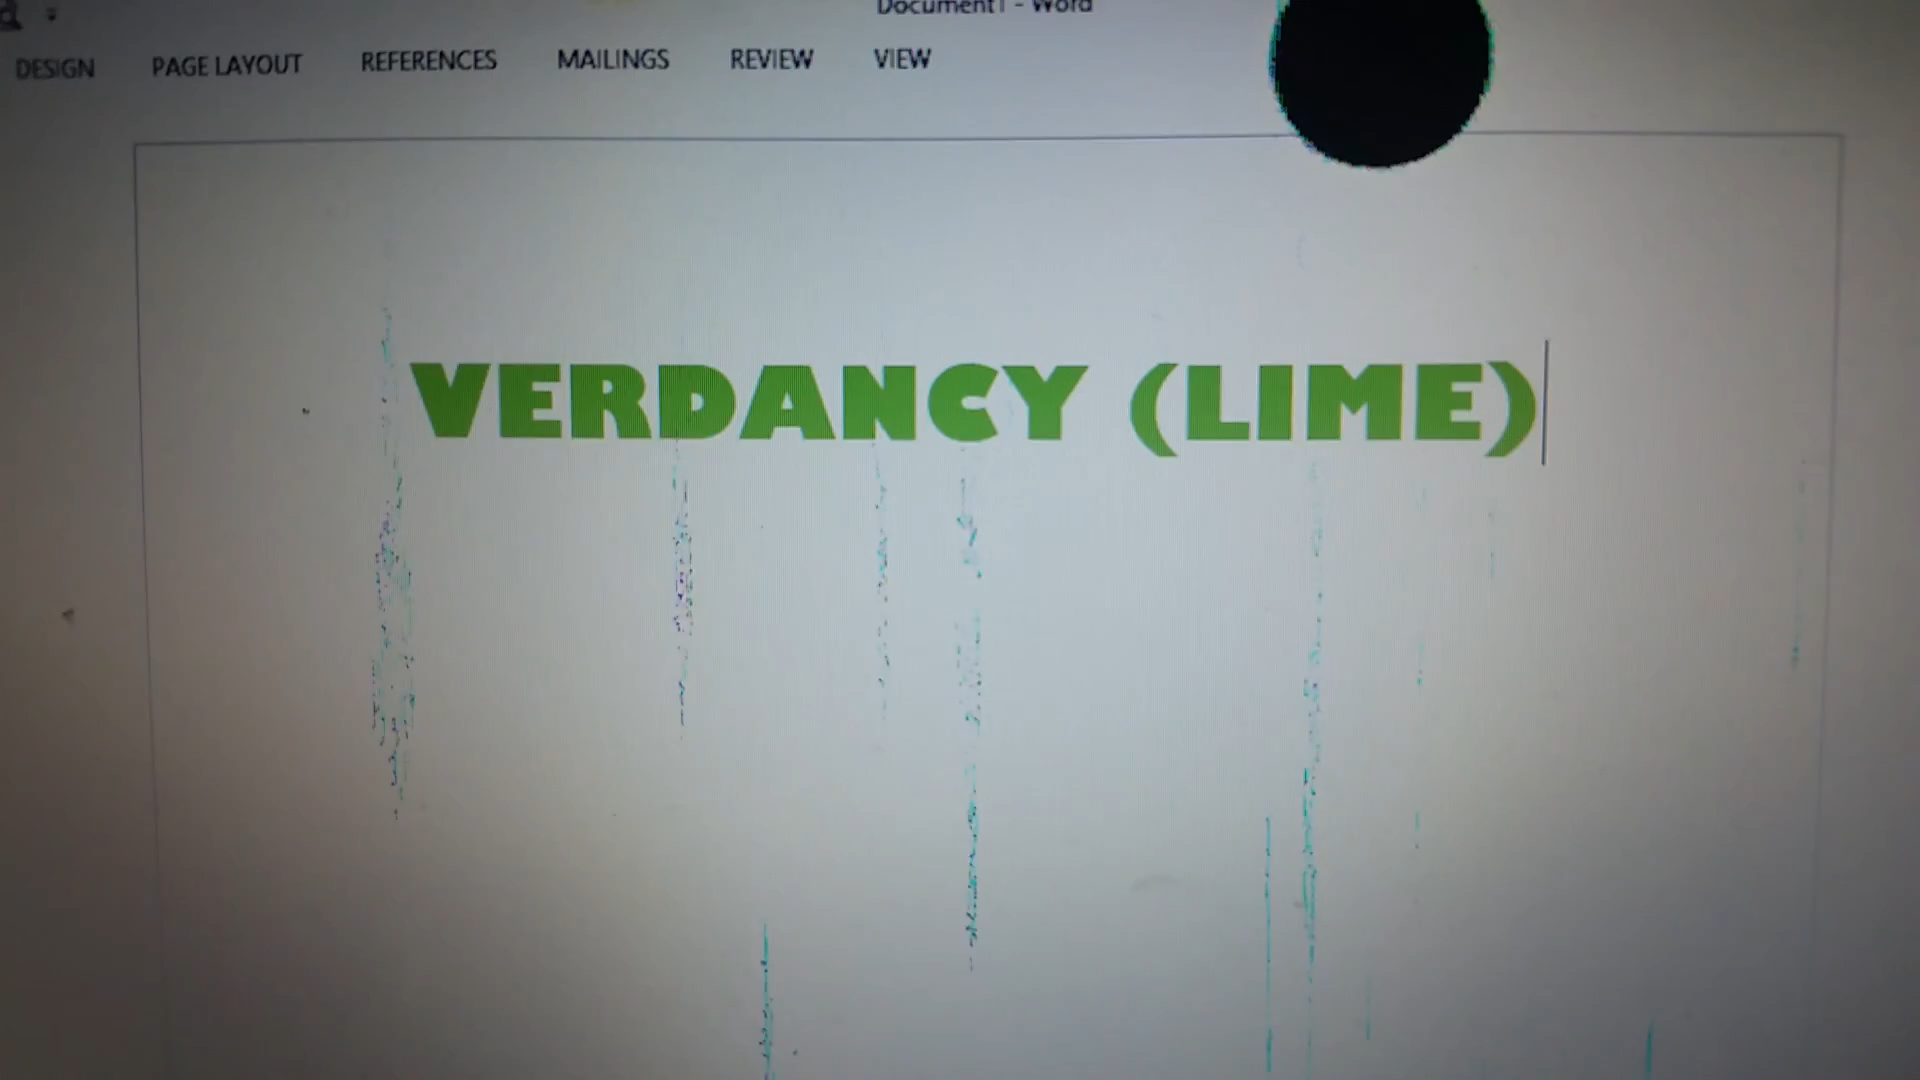 Document1 - Word
DESIGN PAGE LAYOUT REFERENCES MAILINGS REVIEW VIEW
VERDANCY (LIME)